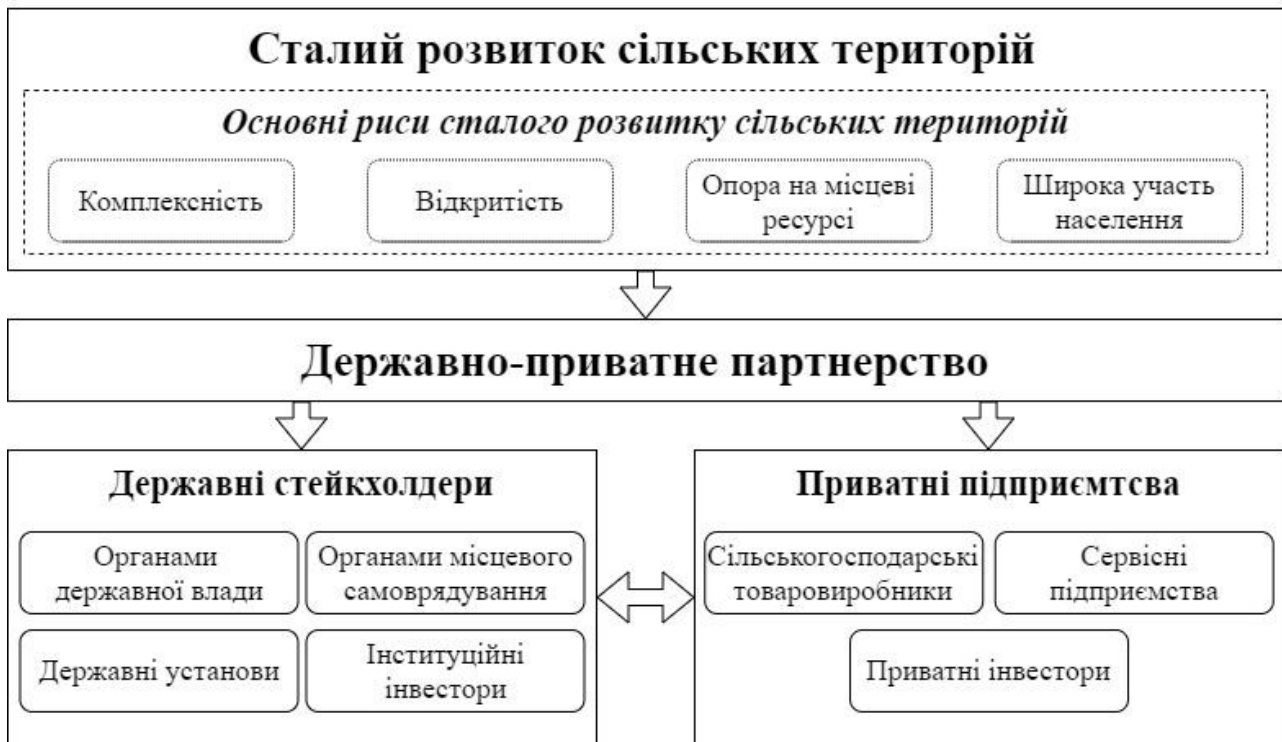 Сталий розвиток сільських територій
Основні риси сталого розвитку сільських територій
Комплексність
Відкритість
Опора на місцеві
ресурсі
Широка участь
населення
Державно-приватне партнерство
Державні стейкхолдери
Органами
державної влади
Органами місцевого
самоврядування
Державні установи
Інституційні
інвестори
Приватні підприємтсва
Сільськогосподарські
товаровиробники
Сервісні
підприємства
Приватні інвестори